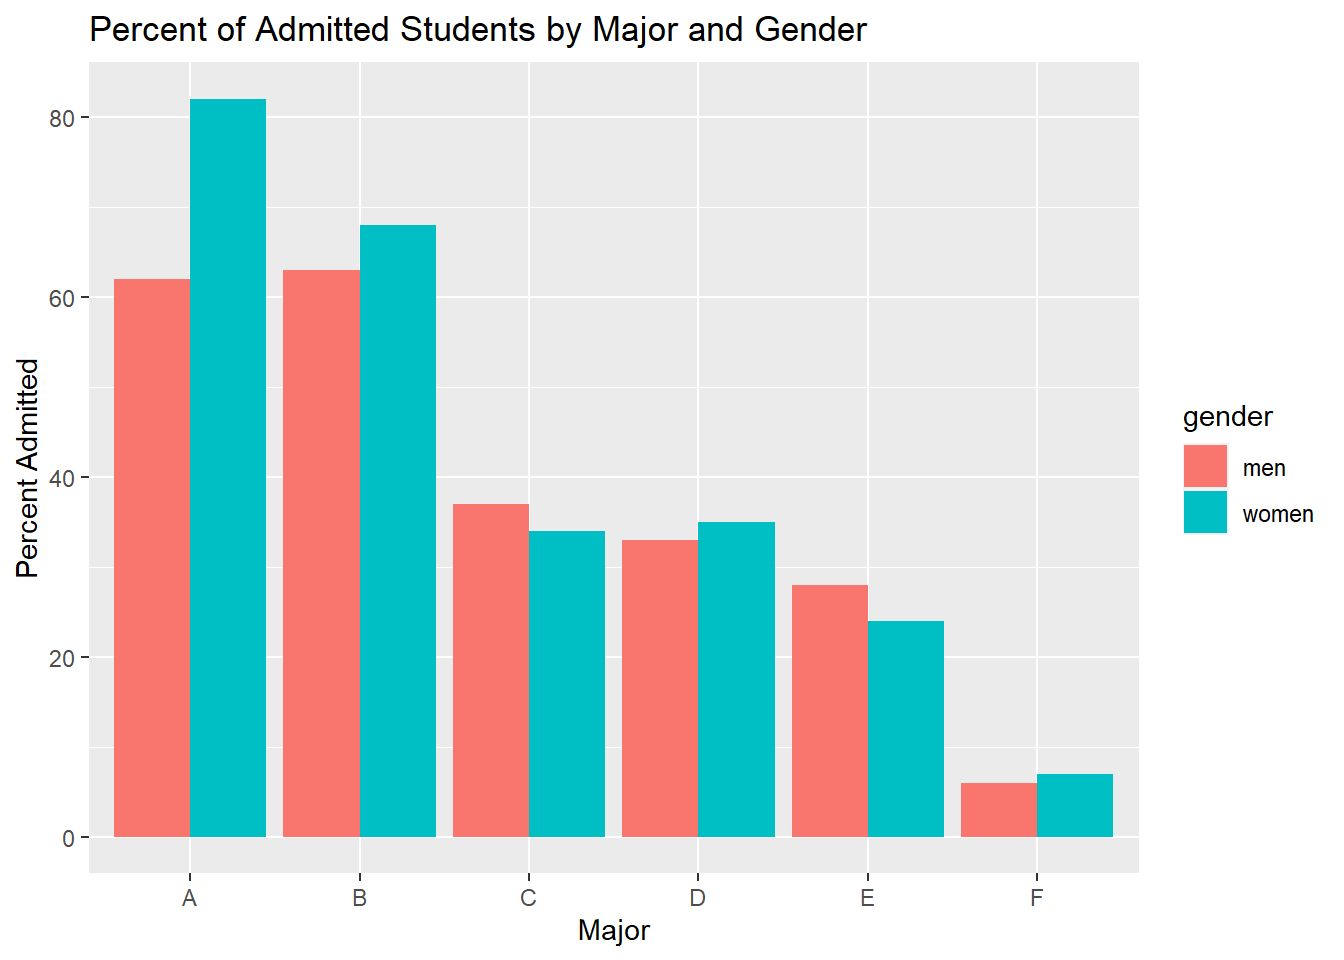 Percent of Admitted Students by Major and Gender
80
60
40
20
0
Percent Admitted
A B C D E F
Major
gender
men
women